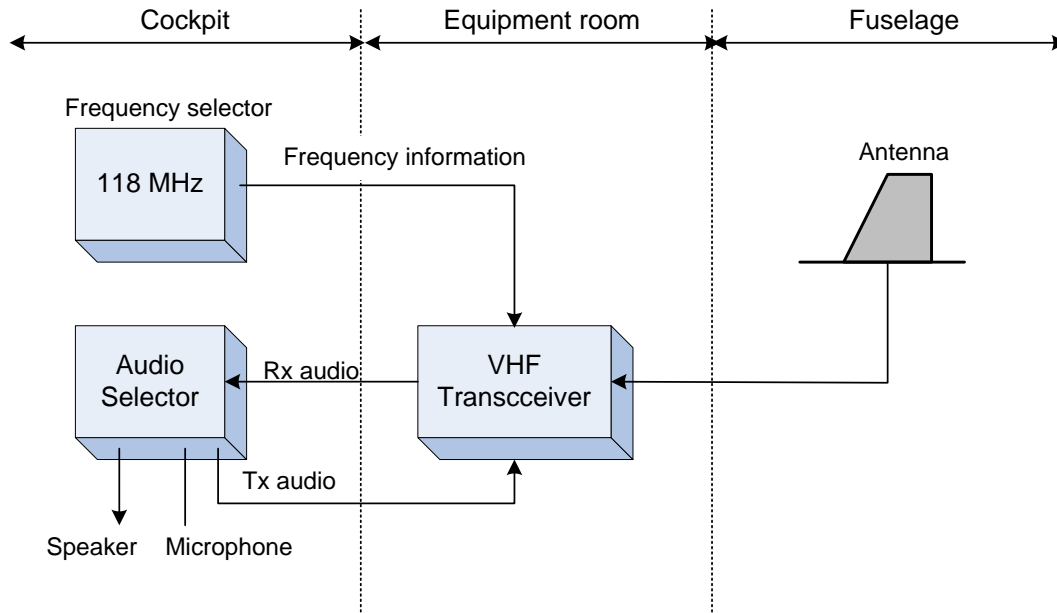 Cockpit
Equipment room
Fuselage
Frequency selector
118 MHz
Frequency information
Antenna
Audio
Selector
Rx audio
VHF
Transcceiver
Tx audio
Speaker
Microphone